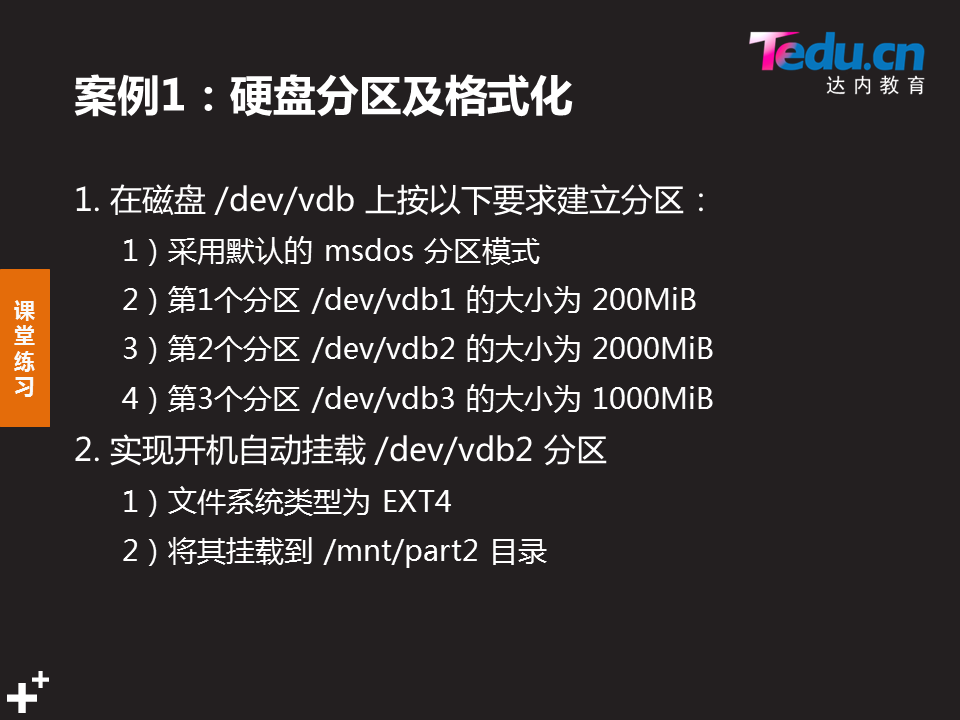 Tedu.cn
达内教育
案例1：硬盘分区及格式化
1. 在磁盘 /dev/vdb 上按以下要求建立分区：
1）采用默认的 msdos 分区模式
2）第1个分区 /dev/vdb1 的大小为 200MiB
3）第2个分区 /dev/vdb2 的大小为 2000MiB
4）第3个分区 /dev/vdb3 的大小为 1000MiB
2. 实现开机自动挂载 /dev/vdb2 分区
1）文件系统类型为 EXT4
2）将其挂载到 /mnt/part2 目录
课堂练习